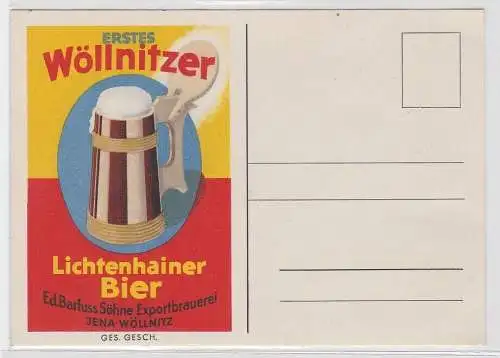 ERSTES
Wöllnitzer
Lichtenhainer
Bier
Ed. Barfuss Söhne Exportbrauerei
JENA WÖLLNITZ
GES. GESCH.